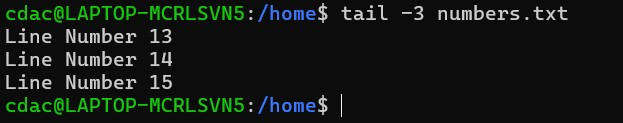 cdac@LAPTOP-MCRLSVN5:/home$ tail -3 numbers.txt
Line Number 13
Line Number 14
Line Number 15
cdac@LAPTOP-MCRLSVN5:/home$